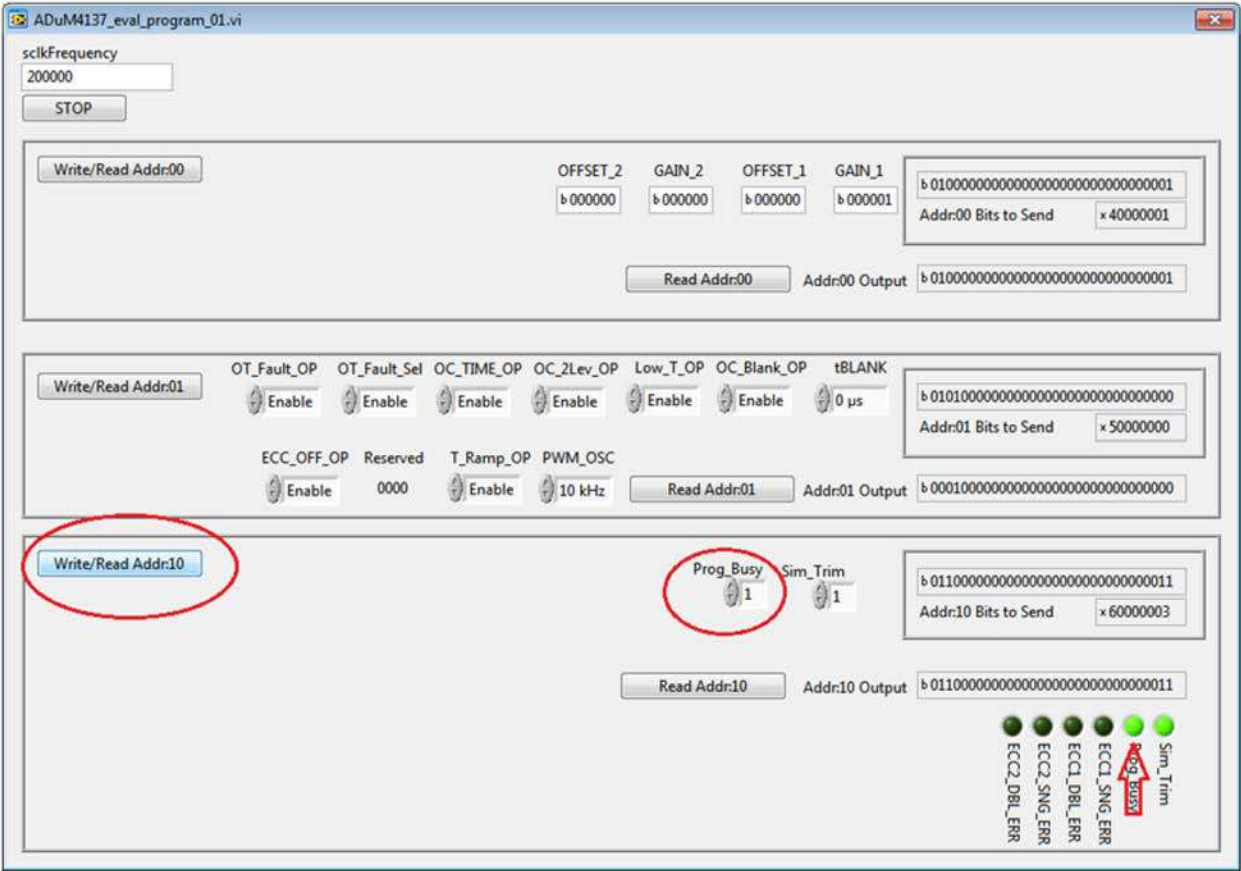 ADuM4137_eval_program_01.vi
sclkFrequency
200000
STOP
Write/Read Addr:00
OFFSET_2 GAIN_2 OFFSET_1 GAIN_1
b 000000 b 000000 b 000000 b 000001
b 01000000000000000000000000000001
Addr:00 Bits to Send x 40000001
Read Addr:00 Addr:00 Output b 01000000000000000000000000000001
Write/Read Addr:01
OT_Fault_OP OT_Fault_Sel OC_TIME_OP OC_2Lev_OP Low_T_OP OC_Blank_OP tBLANK
Enable Enable Enable Enable Enable Enable 0 µs
b 01010000000000000000000000000000
Addr:01 Bits to Send x 50000000
ECC_OFF_OP Reserved T_Ramp_OP PWM_OSC
Enable 0000 Enable 10 kHz
Read Addr:01 Addr:01 Output b 00010000000000000000000000000000
Write/Read Addr:10
Prog_Busy Sim_Trim
1 1
b 01100000000000000000000000000011
Addr:10 Bits to Send x 60000003
Read Addr:10 Addr:10 Output b 01100000000000000000000000000011
ECC2_DBL_ERR
ECC2_SNG_ERR
ECC1_DBL_ERR
ECC1_SNG_ERR
Prog_Busy
Sim_Trim